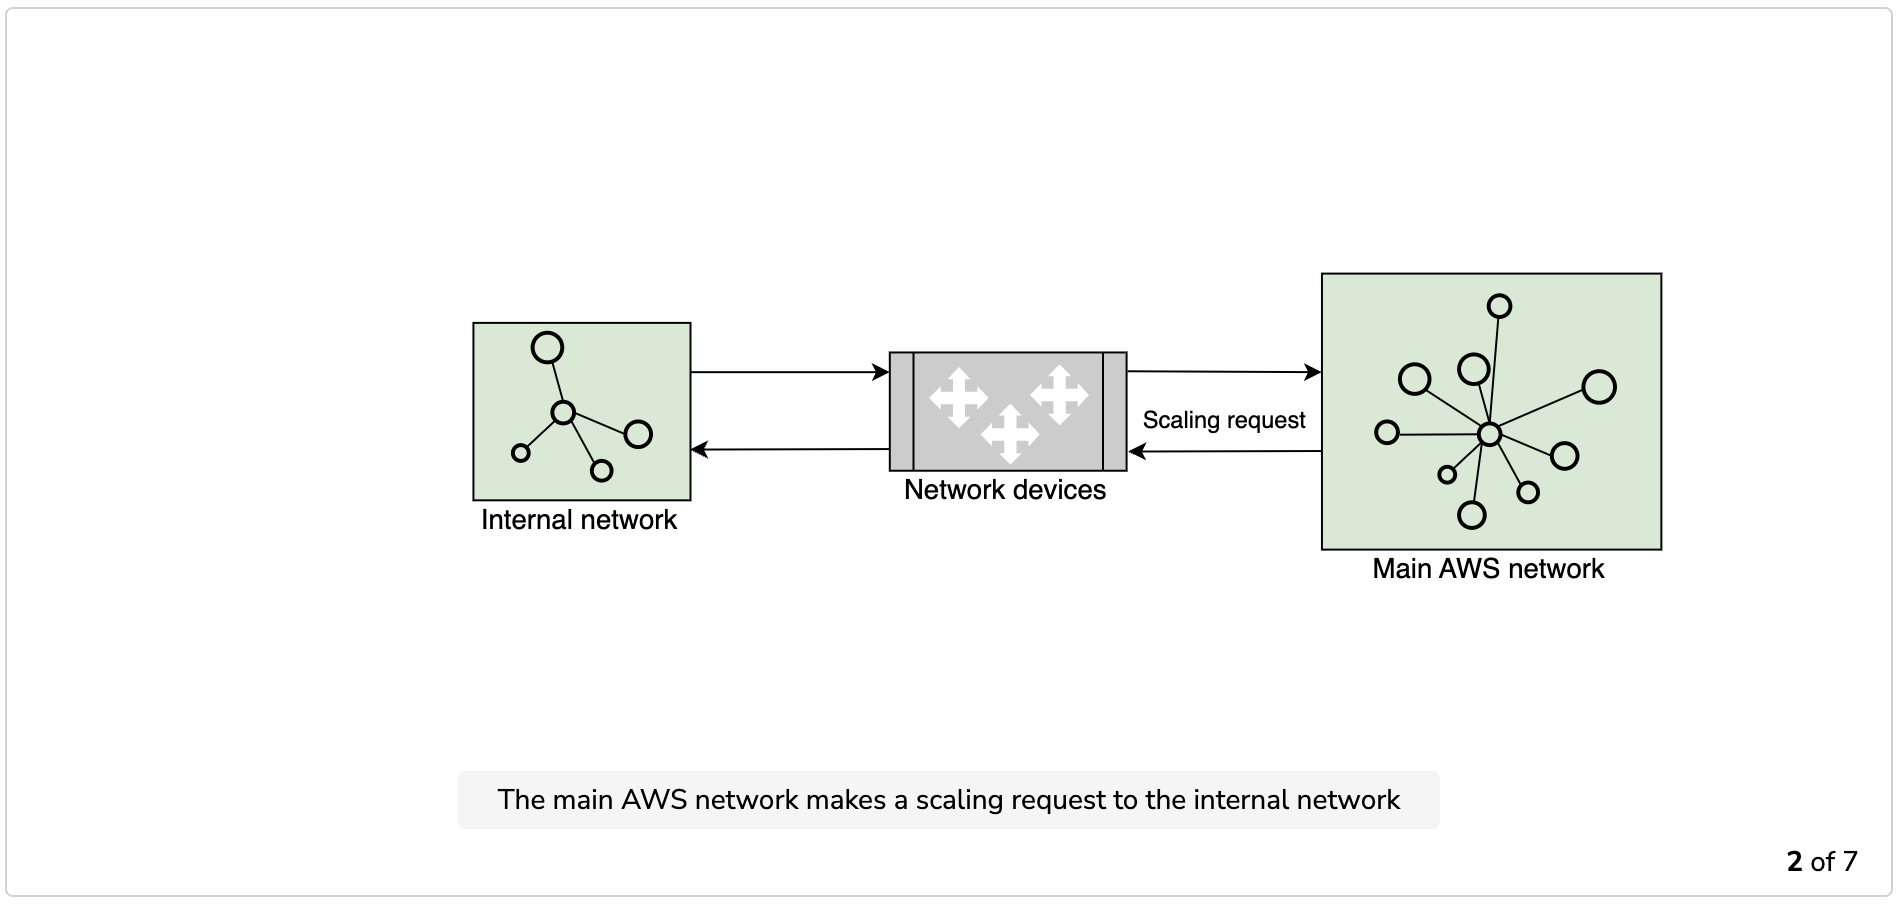 Scaling request
Network devices
Internal network
Main AWS network
The main AWS network makes a scaling request to the internal network
2 of 7